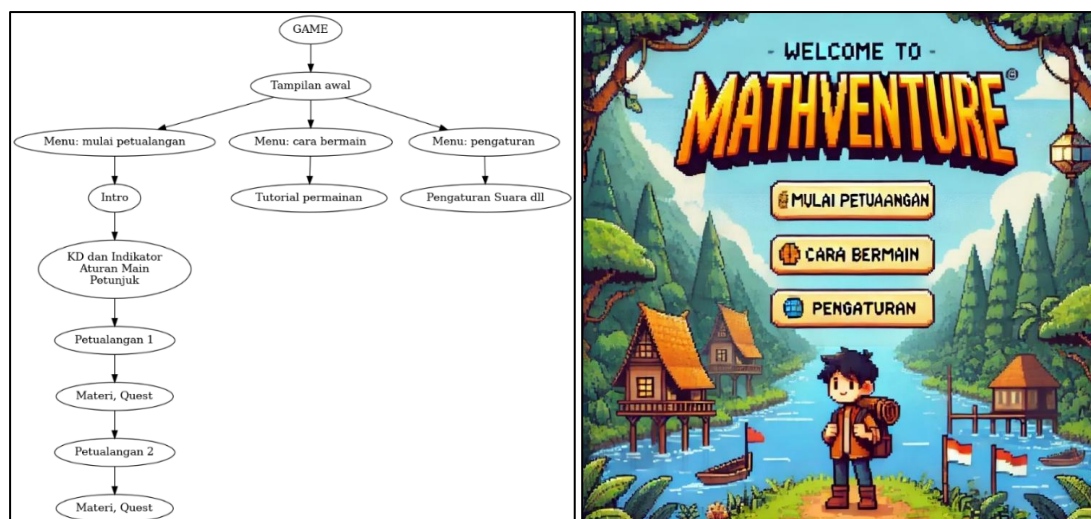 GAME
Tampilan awal
Menu: mulai petualangan
Menu: cara bermain
Menu: pengaturan
Intro
Tutorial permainan
Pengaturan Suara dll
KD dan Indikator
Aturan Main
Petunjuk
Petualangan 1
Materi, Quest
Petualangan 2
Materi, Quest
- WELCOME TO -
MATHVENTURE ©
MULAI PETUAANGAN
CARA BERMAIN
PENGATURAN